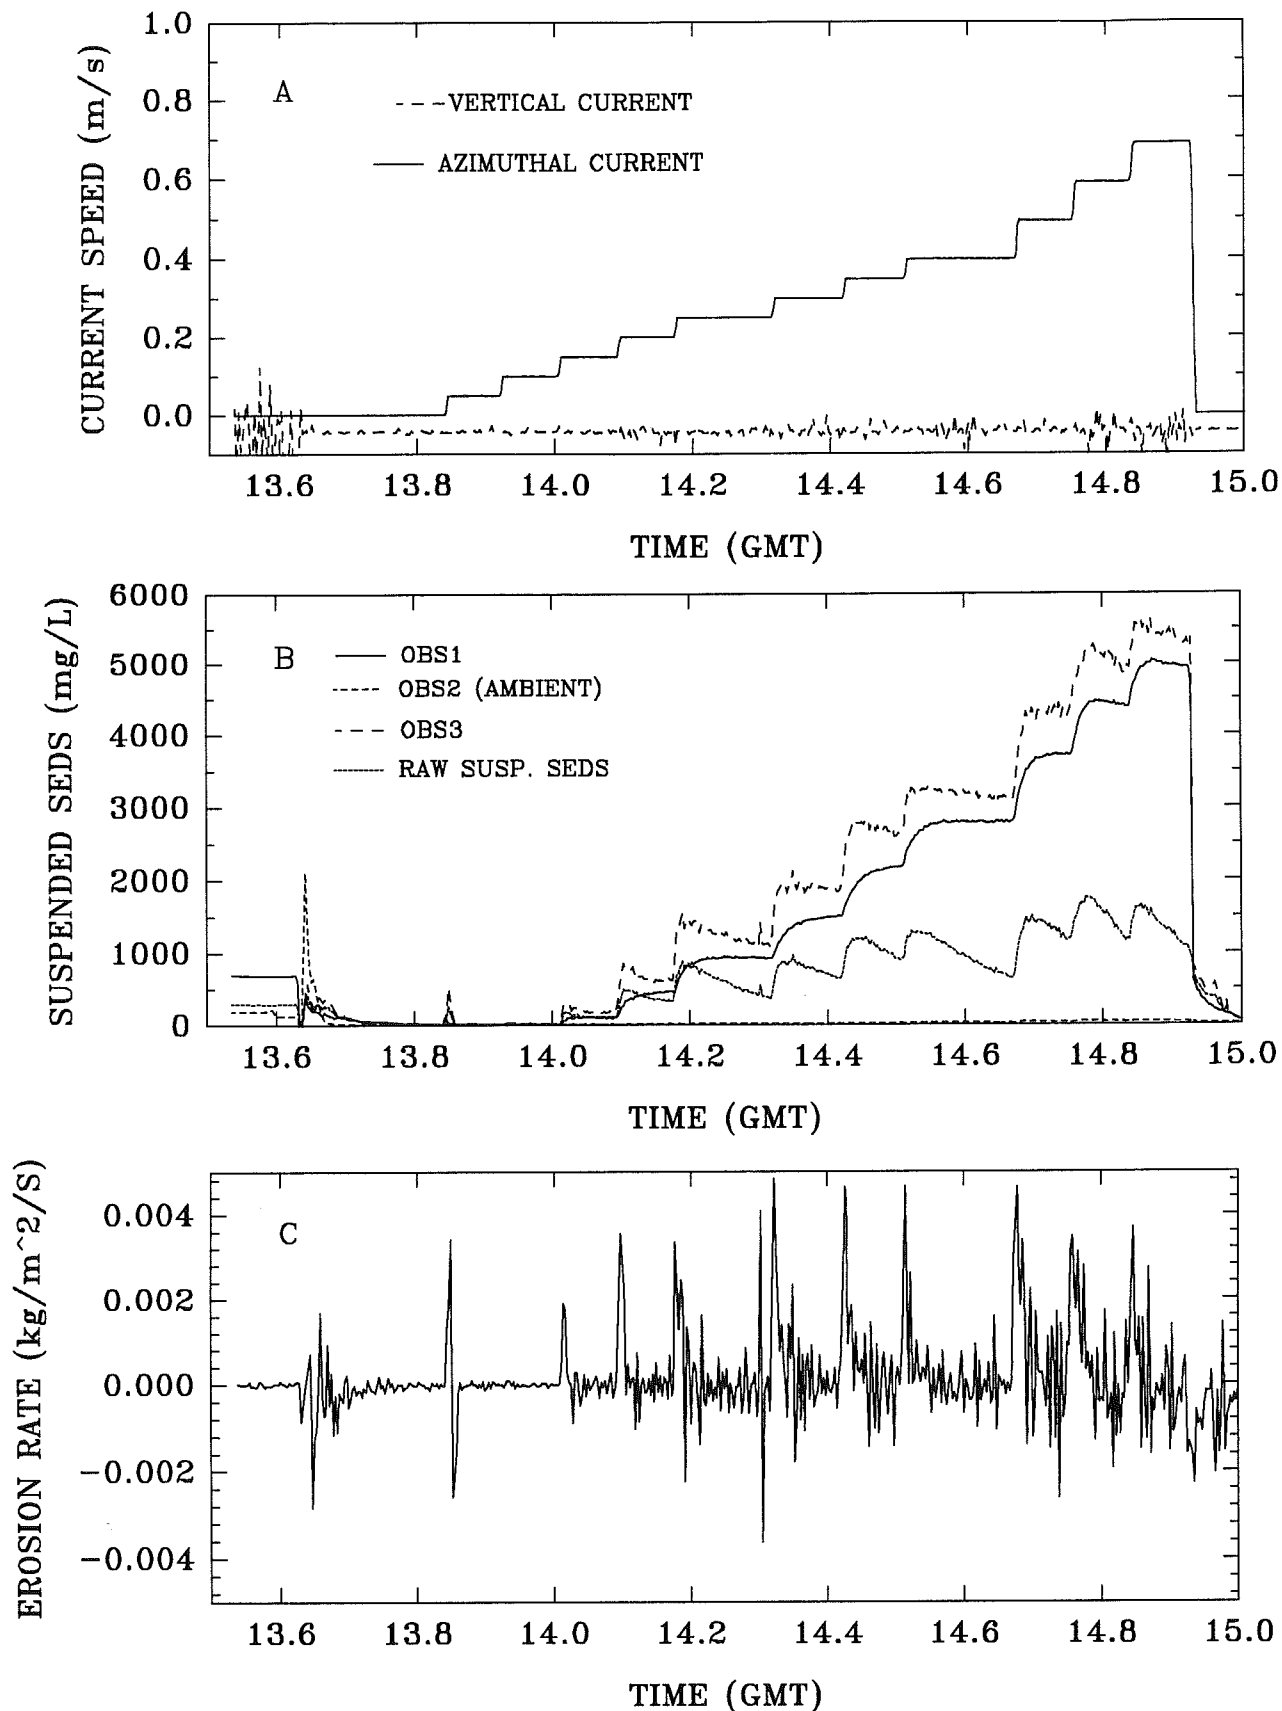 CURRENT SPEED (m/s)
1.0
0.8
0.6
0.4
0.2
0.0
A
- - -VERTICAL CURRENT
AZIMUTHAL CURRENT
13.6 13.8 14.0 14.2 14.4 14.6 14.8 15.0
TIME (GMT)
SUSPENDED SEDS (mg/L)
6000
5000
4000
3000
2000
1000
0
B
OBS1
OBS2 (AMBIENT)
OBS3
RAW SUSP. SEDS
13.6 13.8 14.0 14.2 14.4 14.6 14.8 15.0
TIME (GMT)
EROSION RATE (kg/m^2/S)
0.004
0.002
0.000
−0.002
−0.004
C
13.6 13.8 14.0 14.2 14.4 14.6 14.8 15.0
TIME (GMT)